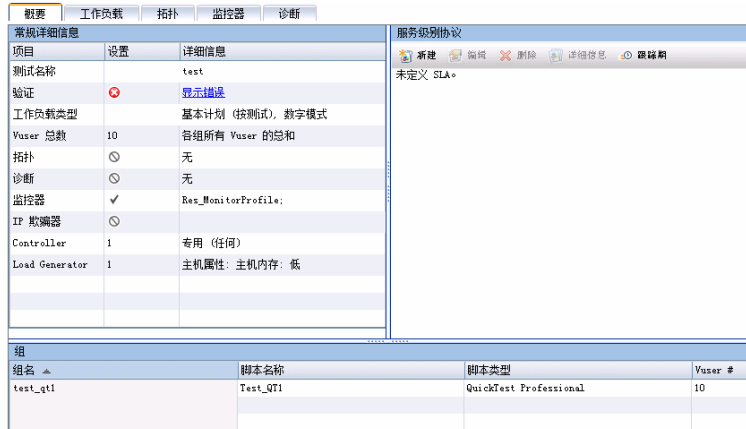 概要 工作负载 拓扑 监控器 诊断
常规详细信息
项目 设置 详细信息
测试名称 test
验证 显示错误
工作负载类型 基本计划 (按测试), 数字模式
Vuser 总数 10 各组所有 Vuser 的总和
拓扑 无
诊断 无
监控器 Res_MonitorProfile;
IP 欺骗器
Controller 1 专用 (任何)
Load Generator 1 主机属性: 主机内存: 低
服务级别协议
新建 编辑 删除 详细信息 跟踪期
未定义 SLA。
组
组名 脚本名称 脚本类型 Vuser #
test_qt1 Test_QT1 QuickTest Professional 10